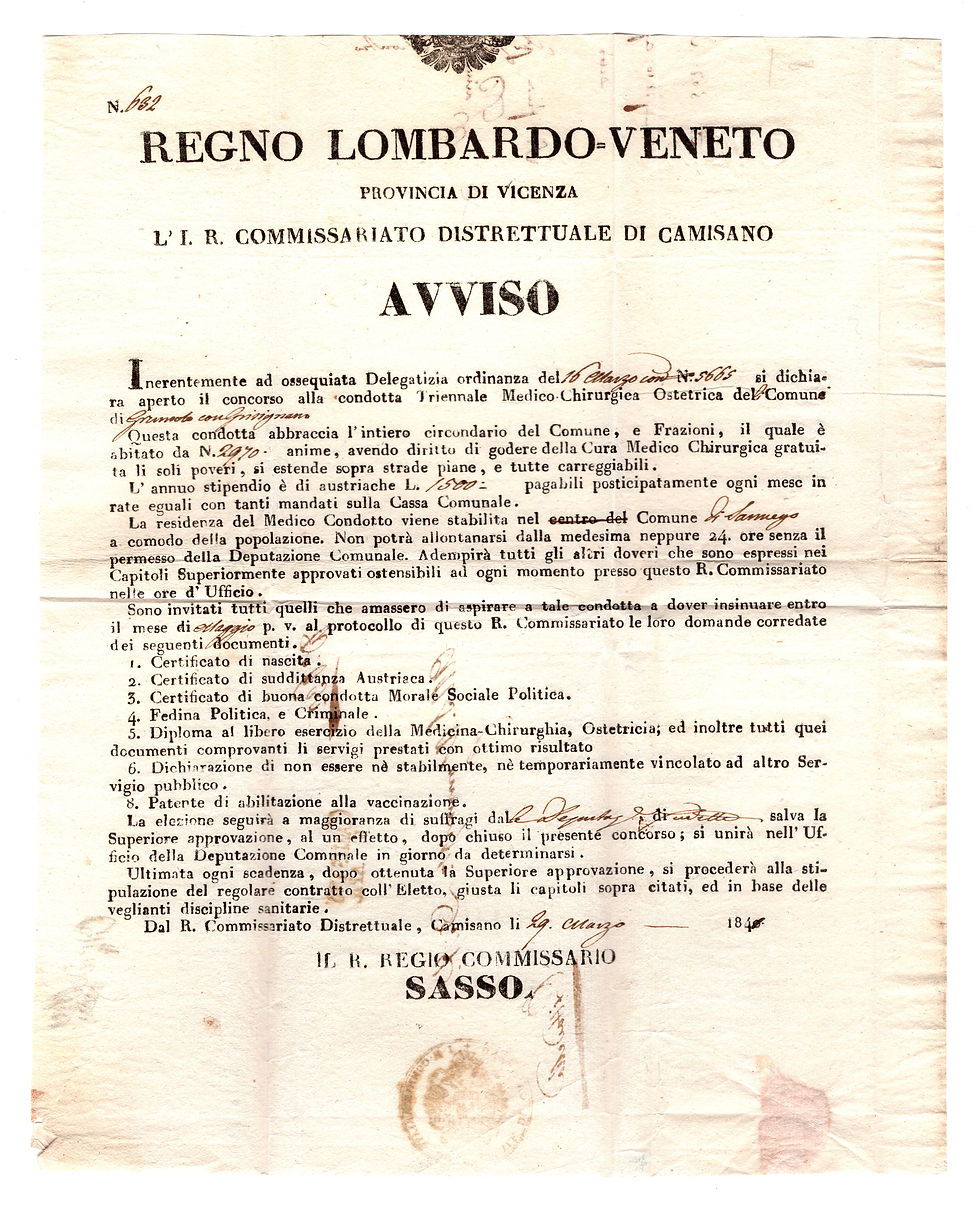 N. 632
REGNO LOMBARDO=VENETO
PROVINCIA DI VICENZA
L' I. R. COMMISSARIATO DISTRETTUALE DI CAMISANO
AVVISO
Inerentemente ad ossequiata Delegatizia ordinanza del 16 Marzo con N.° 5665 si dichia-
ra aperto il concorso alla condotta Triennale Medico-Chirurgica Ostetrica del Comune
di Grumolo con Grisignano
Questa condotta abbraccia l'intiero circondario del Comune, e Frazioni, il quale è
abitato da N. 2970. anime, avendo diritto di godere della Cura Medico Chirurgica gratui-
ta li soli poveri, si estende sopra strade piane, e tutte carreggiabili.
L' annuo stipendio è di austriache L. 1500 pagabili posticipatamente ogni mese in
rate eguali con tanti mandati sulla Cassa Comunale.
La residenza del Medico Condotto viene stabilita nel centro del Comune di
a comodo della popolazione. Non potrà allontanarsi dalla medesima neppure 24. ore senza il
permesso della Deputazione Comunale. Adempirà tutti gli altri doveri che sono espressi nei
Capitoli Superiormente approvati ostensibili ad ogni momento presso questo R. Commissariato
nelle ore d' Ufficio.
Sono invitati tutti quelli che amassero di aspirare a tale condotta a dover insinuare entro
il mese di Maggio p. v. al protocollo di questo R. Commissariato le loro domande corredate
dei seguenti documenti.
1. Certificato di nascita.
2. Certificato di suddittanza Austriaca.
3. Certificato di buona condotta Morale Sociale Politica.
4. Fedina Politica, e Criminale.
5. Diploma al libero esercizio della Medicina-Chirurghia, Ostetricia; ed inoltre tutti quei
documenti comprovanti li servigi prestati con ottimo risultato
6. Dichiarazione di non essere nè stabilmente, nè temporariamente vincolato ad altro Ser-
vigio pubblico.
8. Patente di abilitazione alla vaccinazione.
La elezione seguirà a maggioranza di suffragi dal di salva la
Superiore approvazione, al un effetto, dopo chiuso il presente concorso; si unirà nell' Uf-
ficio della Deputazione Comunale in giorno da determinarsi.
Ultimata ogni scadenza, dopo ottenuta la Superiore approvazione, si procederà alla sti-
pulazione del regolare contratto coll' Eletto, giusta li capitoli sopra citati, ed in base delle
veglianti discipline sanitarie.
Dal R. Commissariato Distrettuale, Camisano li 29. Marzo 184
IL R. REGIO COMMISSARIO
SASSO.